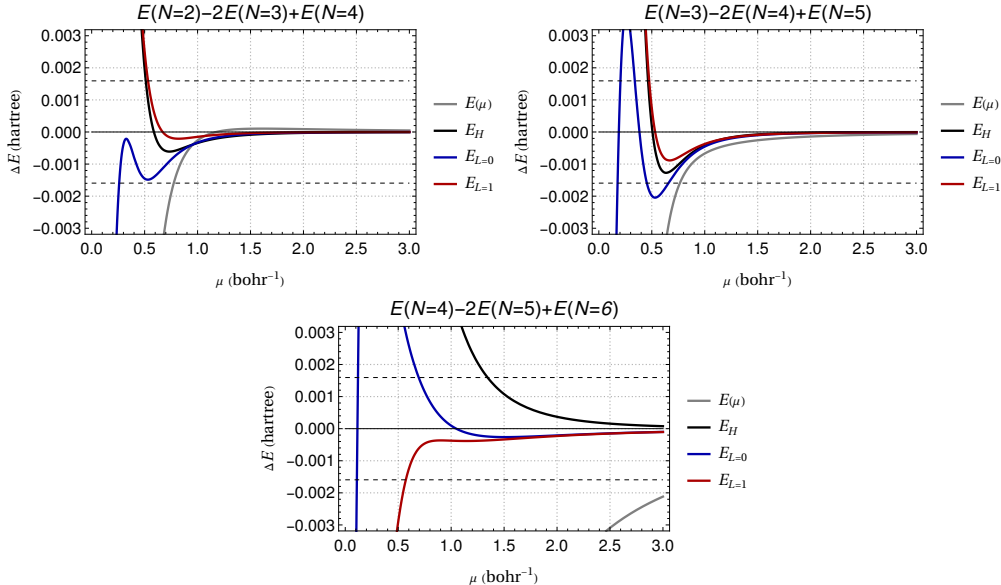 E(N=2)−2E(N=3)+E(N=4)
0.003
0.002
0.001
0.000
−0.001
−0.002
−0.003
ΔE (hartree)
0.0 0.5 1.0 1.5 2.0 2.5 3.0
μ (bohr⁻¹)
E(μ)
E_H
E_{L=0}
E_{L=1}
E(N=3)−2E(N=4)+E(N=5)
0.003
0.002
0.001
0.000
−0.001
−0.002
−0.003
ΔE (hartree)
0.0 0.5 1.0 1.5 2.0 2.5 3.0
μ (bohr⁻¹)
E(μ)
E_H
E_{L=0}
E_{L=1}
E(N=4)−2E(N=5)+E(N=6)
0.003
0.002
0.001
0.000
−0.001
−0.002
−0.003
ΔE (hartree)
0.0 0.5 1.0 1.5 2.0 2.5 3.0
μ (bohr⁻¹)
E(μ)
E_H
E_{L=0}
E_{L=1}